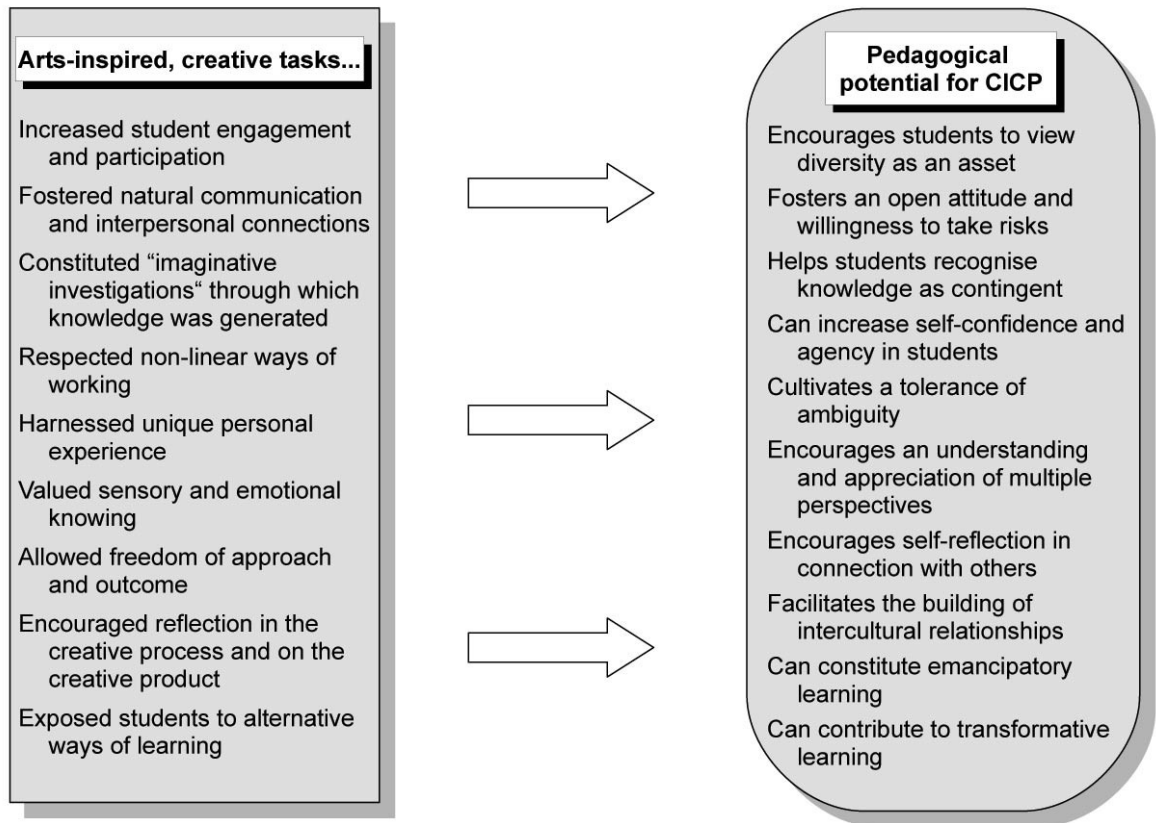 Arts-inspired, creative tasks...
Increased student engagement
and participation
Fostered natural communication
and interpersonal connections
Constituted “imaginative
investigations“ through which
knowledge was generated
Respected non-linear ways of
working
Harnessed unique personal
experience
Valued sensory and emotional
knowing
Allowed freedom of approach
and outcome
Encouraged reflection in the
creative process and on the
creative product
Exposed students to alternative
ways of learning
Pedagogical
potential for CICP
Encourages students to view
diversity as an asset
Fosters an open attitude and
willingness to take risks
Helps students recognise
knowledge as contingent
Can increase self-confidence and
agency in students
Cultivates a tolerance of
ambiguity
Encourages an understanding
and appreciation of multiple
perspectives
Encourages self-reflection in
connection with others
Facilitates the building of
intercultural relationships
Can constitute emancipatory
learning
Can contribute to transformative
learning